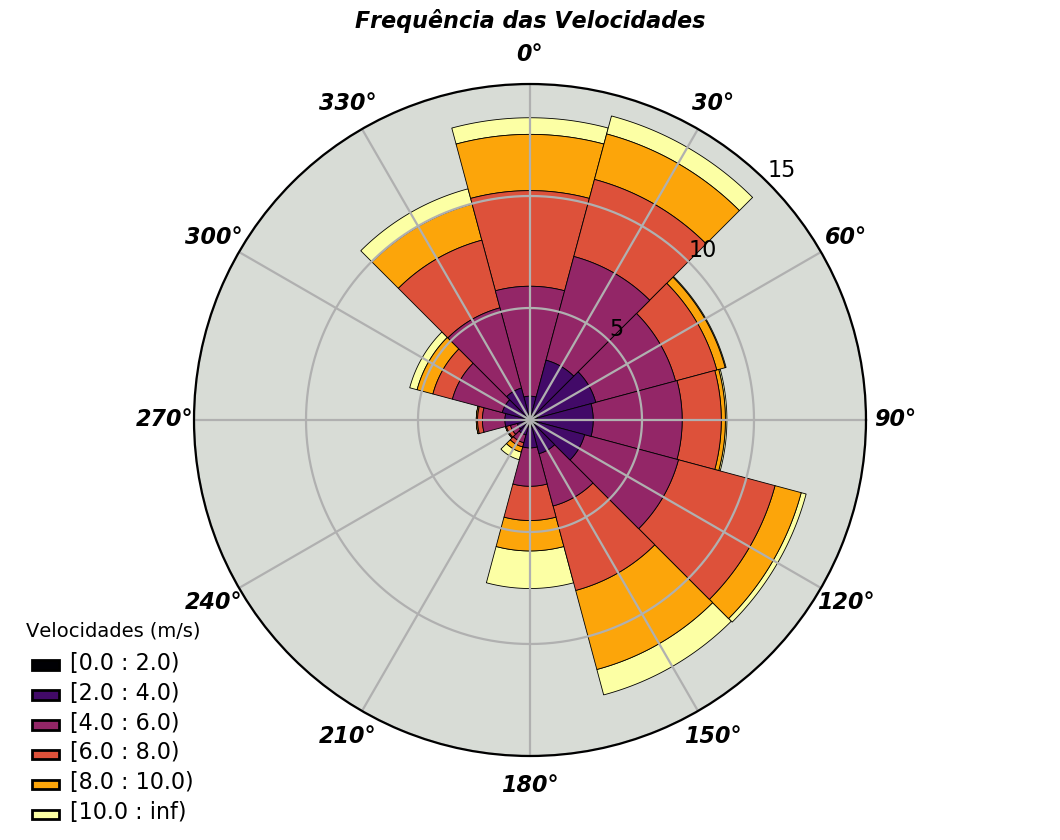 Frequência das Velocidades
0°
330°
30°
15
300°
60°
10
5
270°
90°
240°
120°
210°
150°
180°
Velocidades (m/s)
[0.0 : 2.0)
[2.0 : 4.0)
[4.0 : 6.0)
[6.0 : 8.0)
[8.0 : 10.0)
[10.0 : inf)